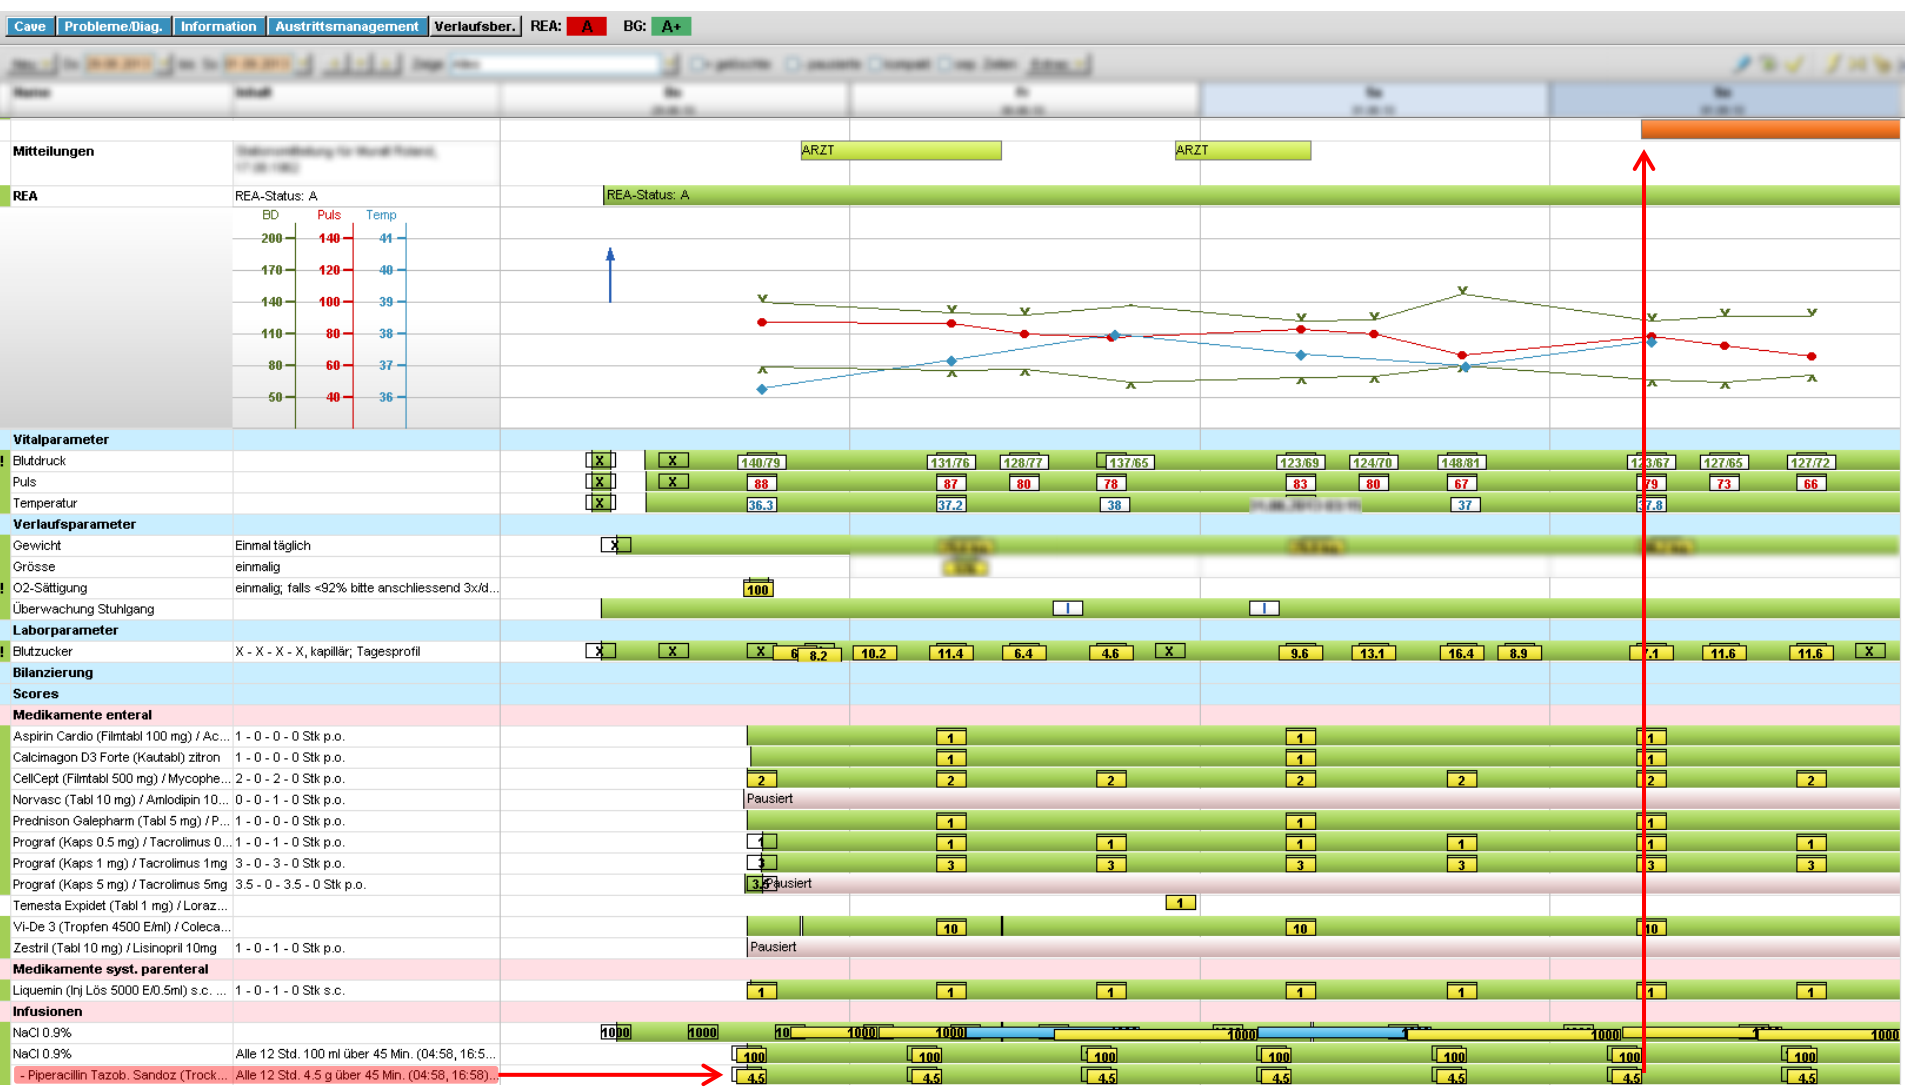 Cave Probleme/Diag. Information Austrittsmanagement Verlaufsber. REA: A BG: A+
Name Inhalt
Mitteilungen ARZT ARZT
REA REA-Status: A REA-Status: A
BD Puls Temp
200 140 41
170 120 40
140 100 39
110 80 38
80 60 37
50 40 36
Vitalparameter
! Blutdruck X X 140/79 131/76 128/77 137/65 123/69 124/70 148/81 123/67 127/65 127/72
Puls X X 88 87 80 78 83 80 67 79 73 66
Temperatur X 36.3 37.2 38 37 37.8
Verlaufsparameter
Gewicht Einmal täglich X
Grösse einmalig
! O2-Sättigung einmalig; falls <92% bitte anschliessend 3x/d... 100
Überwachung Stuhlgang I I
Laborparameter
! Blutzucker X - X - X - X, kapillär; Tagesprofil X X X 6 8.2 10.2 11.4 6.4 4.6 X 9.6 13.1 16.4 8.9 7.1 11.6 11.6 X
Bilanzierung
Scores
Medikamente enteral
Aspirin Cardio (Filmtabl 100 mg) / Ac... 1 - 0 - 0 - 0 Stk p.o. 1 1 1
Calcimagon D3 Forte (Kautabl) zitron 1 - 0 - 0 - 0 Stk p.o. 1 1 1
CellCept (Filmtabl 500 mg) / Mycophe... 2 - 0 - 2 - 0 Stk p.o. 2 2 2 2 2 2 2
Norvasc (Tabl 10 mg) / Amlodipin 10... 0 - 0 - 1 - 0 Stk p.o. Pausiert
Prednison Galepharm (Tabl 5 mg) / P... 1 - 0 - 0 - 0 Stk p.o. 1 1 1
Prograf (Kaps 0.5 mg) / Tacrolimus 0... 1 - 0 - 1 - 0 Stk p.o. 1 1 1 1 1 1 1
Prograf (Kaps 1 mg) / Tacrolimus 1mg 3 - 0 - 3 - 0 Stk p.o. 3 3 3 3 3 3 3
Prograf (Kaps 5 mg) / Tacrolimus 5mg 3.5 - 0 - 3.5 - 0 Stk p.o. 3.5 Pausiert
Temesta Expidet (Tabl 1 mg) / Loraz... 1
Vi-De 3 (Tropfen 4500 E/ml) / Coleca... 10 10 10
Zestril (Tabl 10 mg) / Lisinopril 10mg 1 - 0 - 1 - 0 Stk p.o. Pausiert
Medikamente syst. parenteral
Liquemin (Inj Lös 5000 E/0.5ml) s.c. ... 1 - 0 - 1 - 0 Stk s.c. 1 1 1 1 1 1 1
Infusionen
NaCl 0.9% 1000 1000 10 1000 1000 1000 1000 1000
NaCl 0.9% Alle 12 Std. 100 ml über 45 Min. (04:58, 16:5... 100 100 100 100 100 100 100
- Piperacillin Tazob. Sandoz (Trock... Alle 12 Std. 4.5 g über 45 Min. (04:58, 16:58)... 4.5 4.5 4.5 4.5 4.5 4.5 4.5